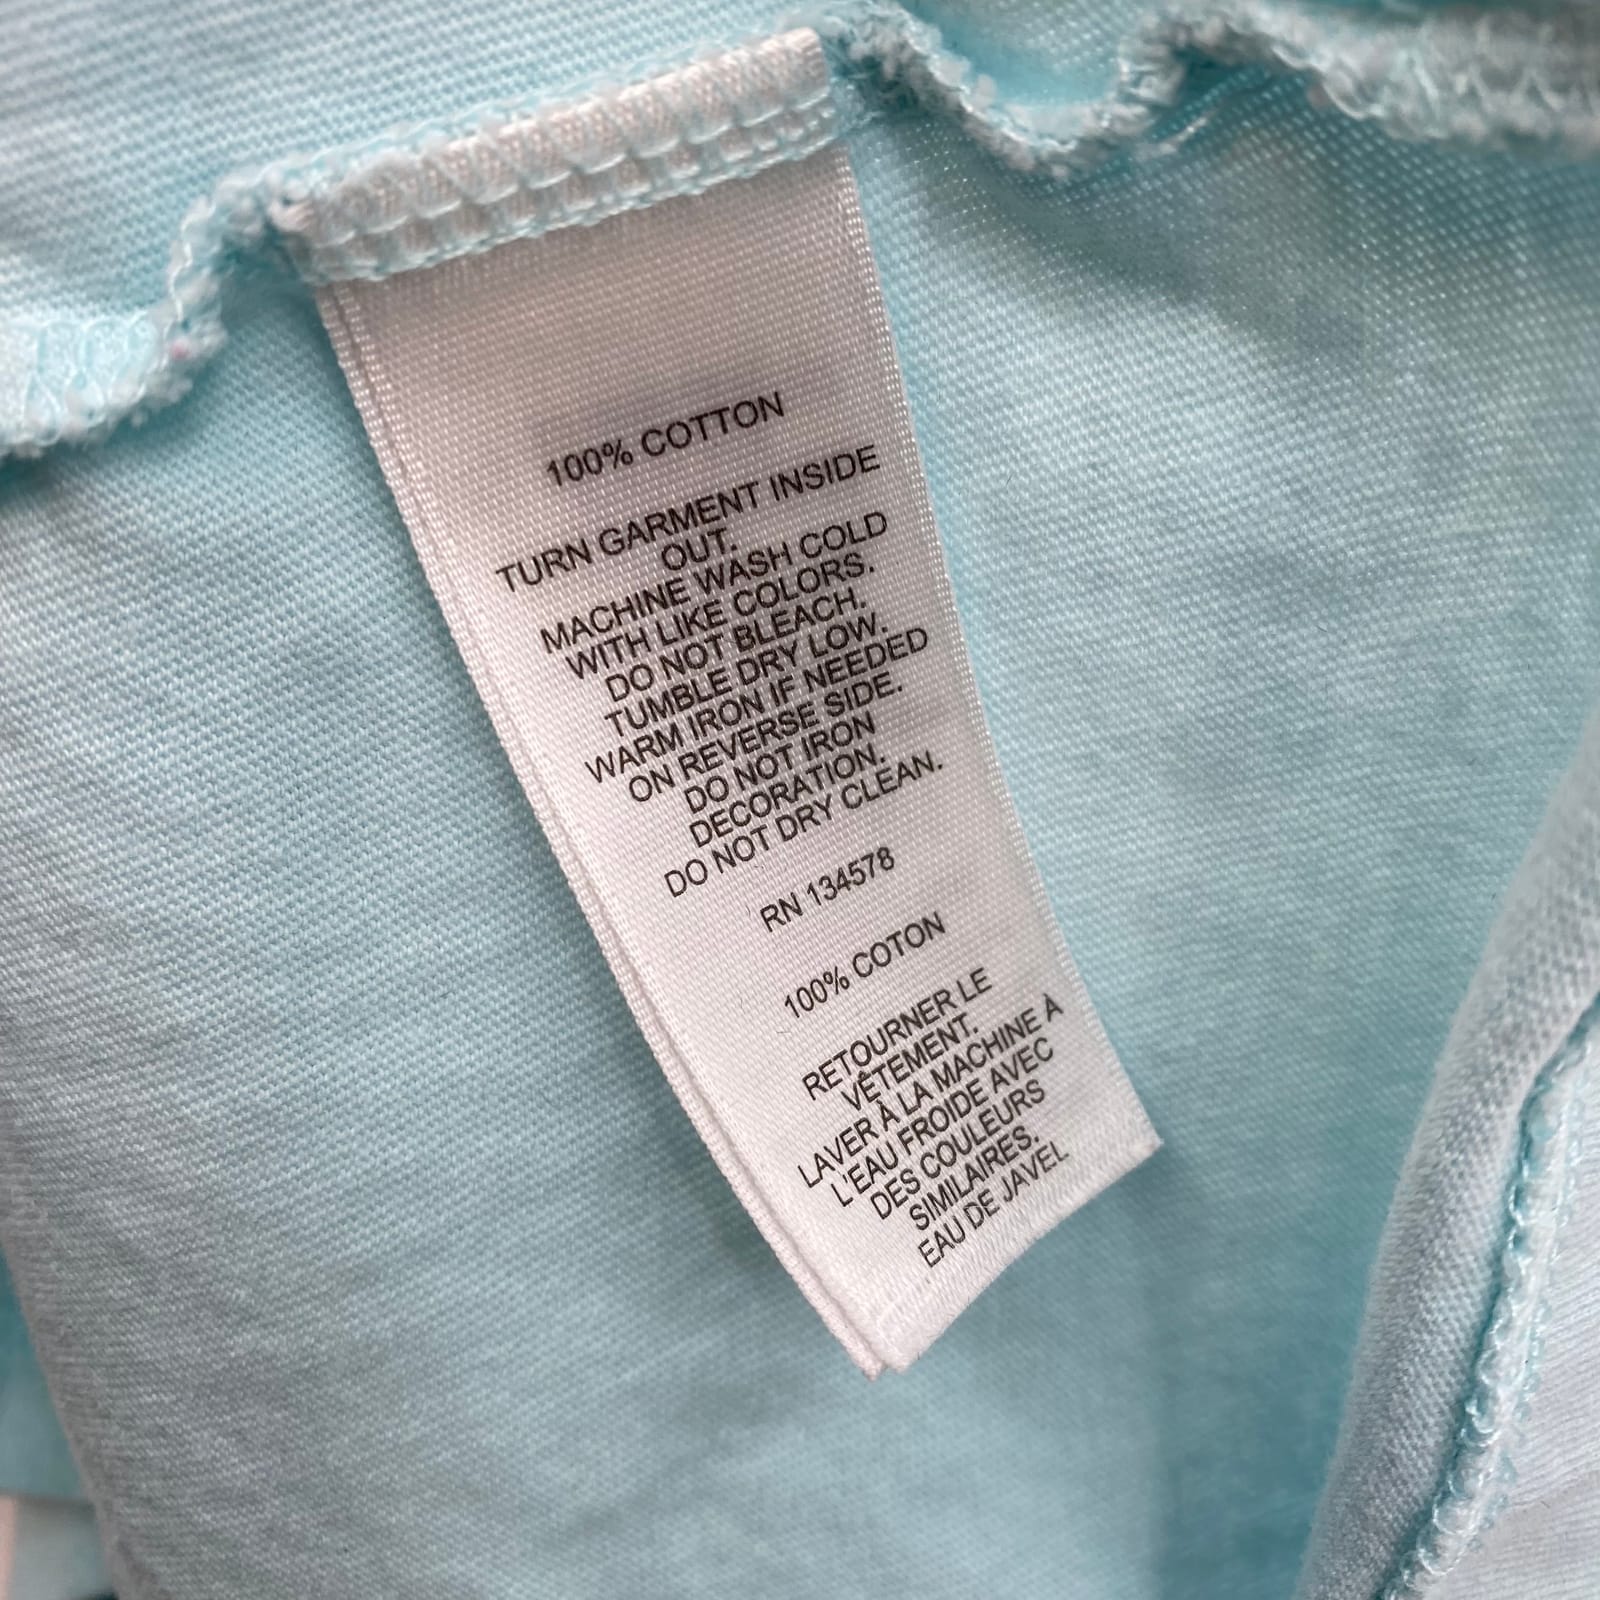 100% COTTON
TURN GARMENT INSIDE
OUT.
MACHINE WASH COLD
WITH LIKE COLORS.
DO NOT BLEACH.
TUMBLE DRY LOW.
WARM IRON IF NEEDED
ON REVERSE SIDE.
DO NOT IRON
DECORATION.
DO NOT DRY CLEAN.
RN 134578
100% COTON
RETOURNER LE
VÊTEMENT.
LAVER À LA MACHINE À
L'EAU FROIDE AVEC
DES COULEURS
SIMILAIRES.
EAU DE JAVEL